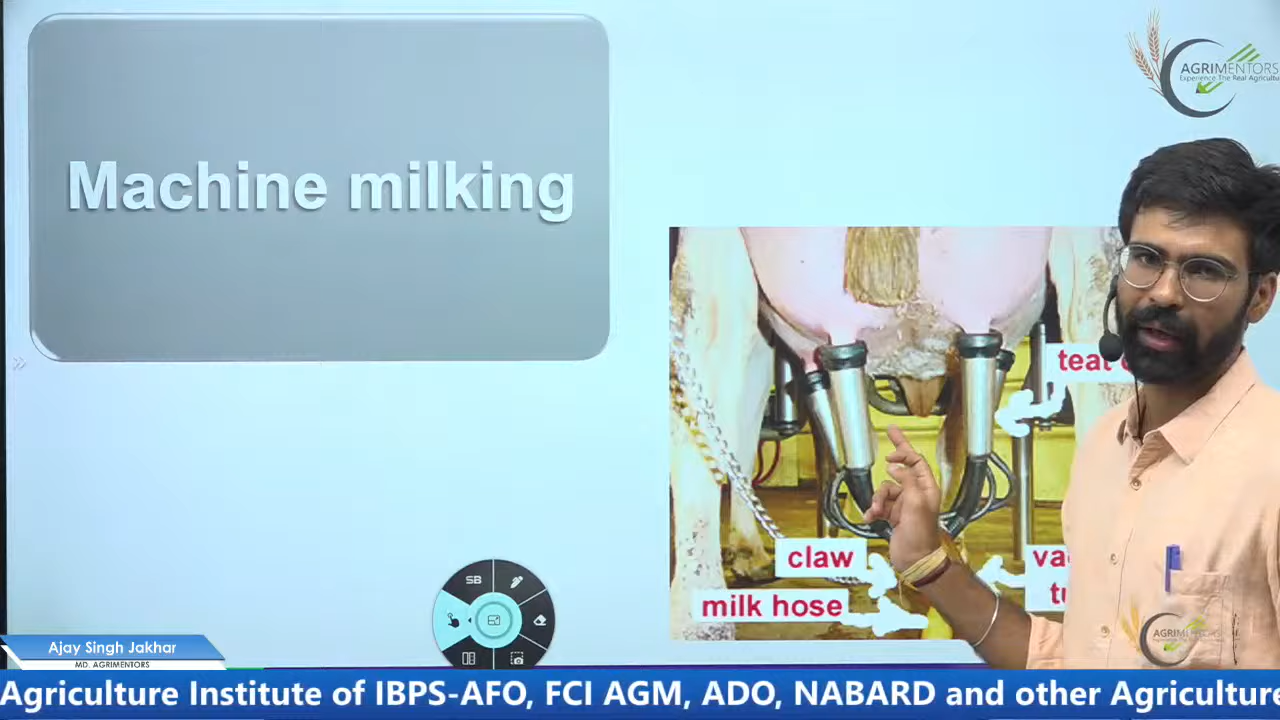 Machine milking
AGRIMENTORS
Experience The Real Agriculture
teat
claw
milk hose
SB
Ajay Singh Jakhar
MD. AGRIMENTORS
AGRIMENTORS
Agriculture Institute of IBPS-AFO, FCI AGM, ADO, NABARD and other Agriculture